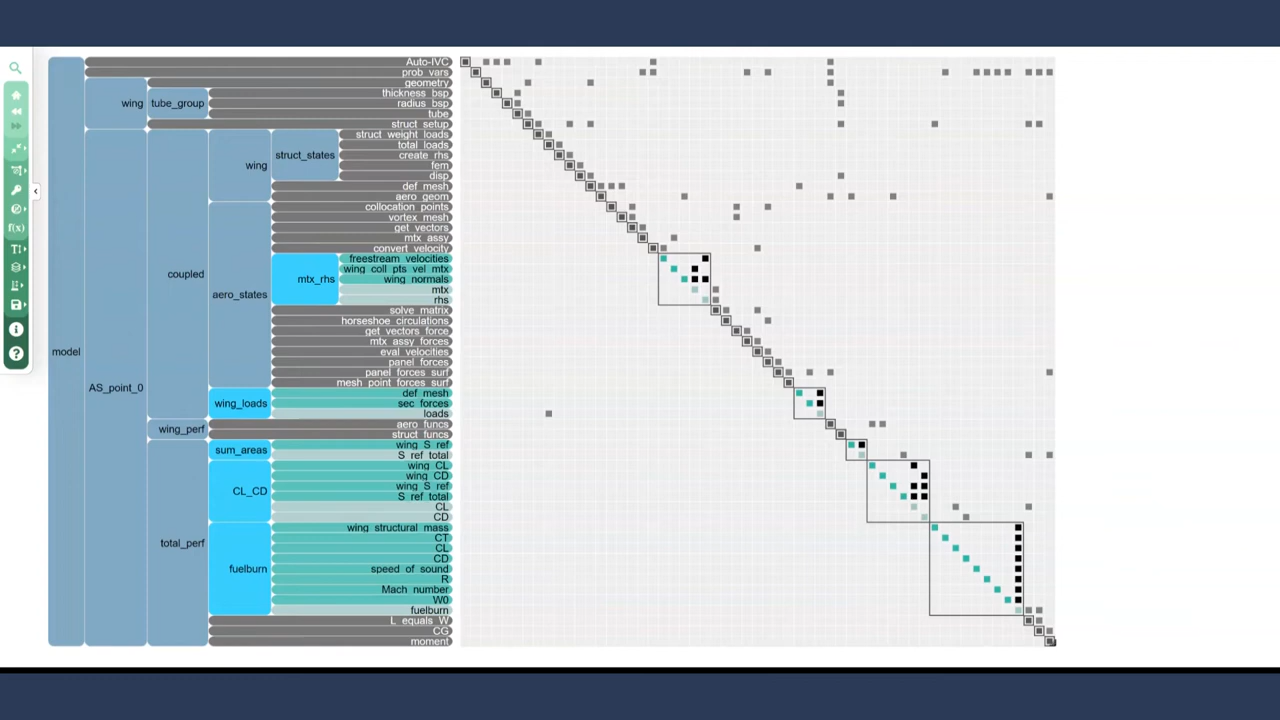 model
wing
tube_group
AS_point_0
coupled
wing
struct_states
aero_states
mtx_rhs
wing_loads
wing_perf
total_perf
sum_areas
CL_CD
fuelburn
Auto-IVC
prob_vars
geometry
thickness_bsp
radius_bsp
tube
struct_setup
struct_weight_loads
total_loads
create_rhs
fem
disp
def_mesh
aero_geom
collocation_points
vortex_mesh
get_vectors
mtx_assy
convert_velocity
freestream_velocities
wing_coll_pts_vel_mtx
wing_normals
mtx
rhs
solve_matrix
horseshoe_circulations
get_vectors_force
mtx_assy_forces
eval_velocities
panel_forces
panel_forces_surf
mesh_point_forces_surf
def_mesh
sec_forces
loads
aero_funcs
struct_funcs
wing_S_ref
S_ref_total
wing_CL
wing_CD
wing_S_ref
S_ref_total
CL
CD
wing_structural_mass
CT
CL
CD
speed_of_sound
R
Mach_number
W0
fuelburn
L_equals_W
CG
moment
f(x)